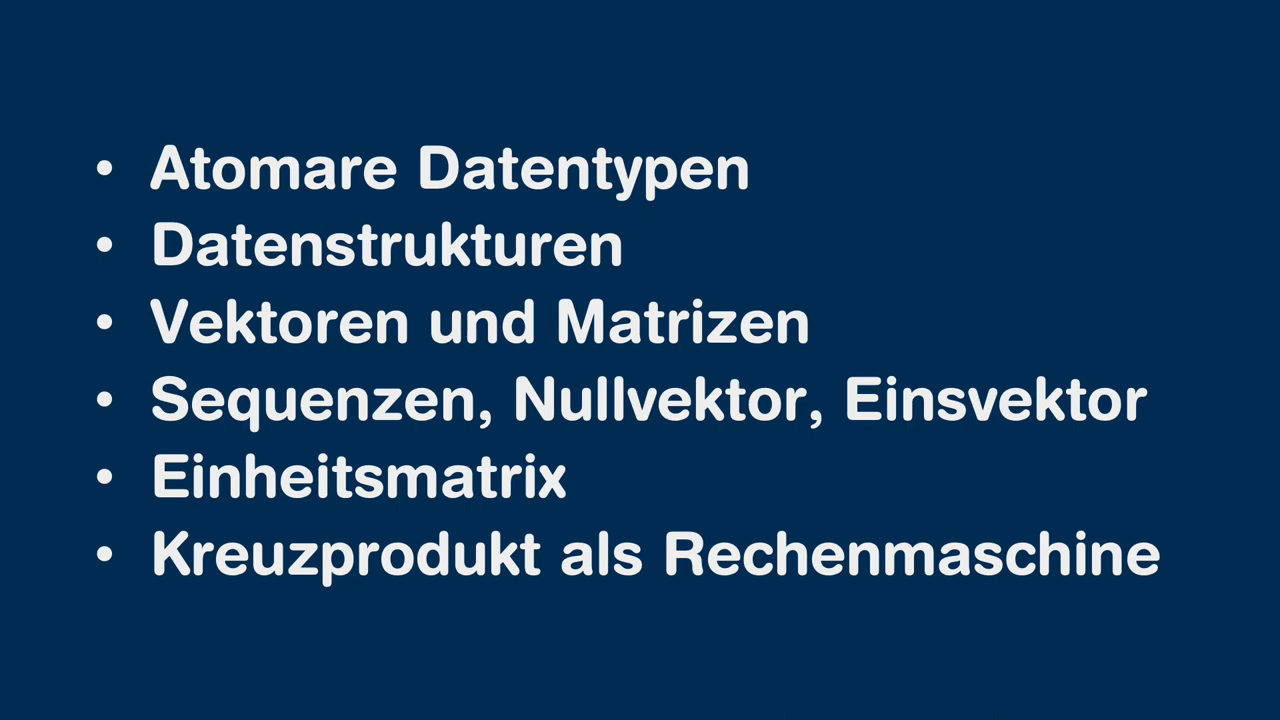 • Atomare Datentypen
• Datenstrukturen
• Vektoren und Matrizen
• Sequenzen, Nullvektor, Einsvektor
• Einheitsmatrix
• Kreuzprodukt als Rechenmaschine